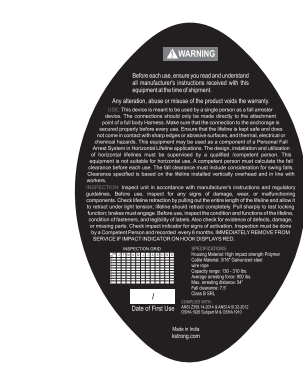 WARNING
Before each use, ensure you read and understand
all manufacturer's instructions received with this
equipment at the time of shipment.
Any alteration, abuse or misuse of the product voids the warranty.
USE: This device is meant to be used by a single person as a fall arrester
device. The connections should only be made directly to the attachment
point of a full body Harness. Make sure that the connection to the anchorage is
secured properly before every use. Ensure that the lifeline is kept safe and does
not come in contact with sharp edges or abrasive surfaces, and thermal, electrical or
chemical hazards. This equipment may be used as a component of a Personal Fall
Arrest System in Horizontal Lifeline applications. The design, installation and utilization
of horizontal lifelines must be supervised by a qualified /competent person. This
equipment is not suitable for horizontal use. A competent person must calculate the fall
clearance before each use. The fall clearance must include consideration for swing falls.
Clearance specified is based on the lifeline installed vertically overhead and in line with
workers.
INSPECTION: Inspect unit in accordance with manufacturer's instructions and regulatory
guidelines. Before use, inspect for any signs of damage, wear, or malfunctioning
components. Check lifeline retraction by pulling out the entire length of the lifeline and allow it
to retract under light tension: lifeline should retract completely. Pull sharply to test locking
function; brakes must engage. Before use, inspect the condition and functions of the lifeline,
condition of fasteners, and legibility of labels. Also check for evidence of defects, damage,
or missing parts. Check impact indicator for signs of activation. Inspection must be done
by a Competent Person and recorded every 6 months. IMMEDIATELY REMOVE FROM
SERVICE IF IMPACT INDICATOR ON HOOK DISPLAYS RED.
INSPECTION GRID
/
Date of First Use
SPECIFICATIONS:
Housing Material: High impact strength Polymer
Cable Material: 3/16" Galvanized steel
wire rope
Capacity range: 130 - 310 lbs.
Average arresting force: 900 lbs.
Max. arresting distance: 54"
Fall clearance: 7.5'
Class B SRL
COMPLIES WITH:
ANSI Z359.14-2014 & ANSI A10.32-2012
OSHA 1926 Subpart M & OSHA 1910
Made in India
kstrong.com